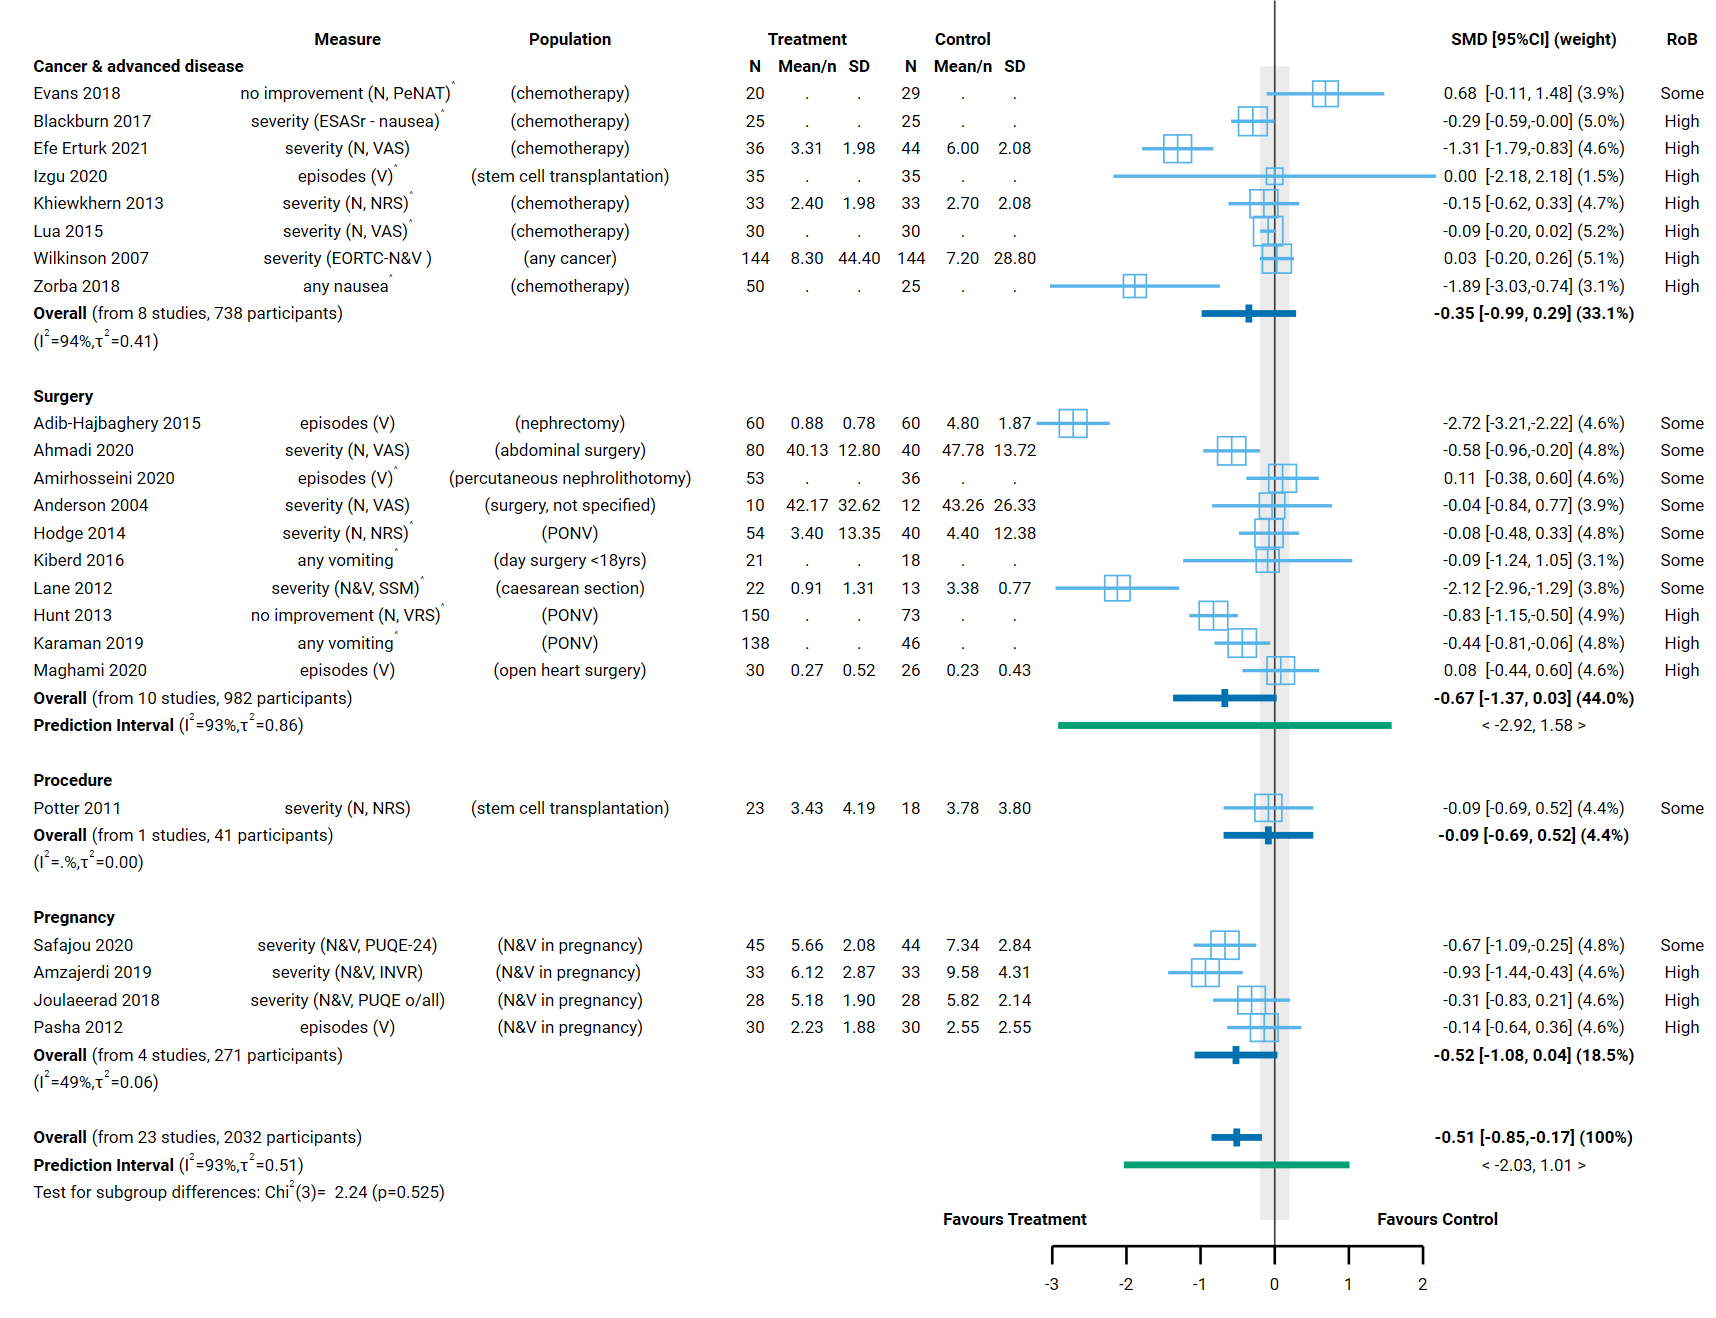 Measure Population Treatment Control SMD [95%CI] (weight) RoB
Cancer & advanced disease N Mean/n SD N Mean/n SD
Evans 2018 no improvement (N, PeNAT)^ (chemotherapy) 20 . . 29 . . 0.68 [-0.11, 1.48] (3.9%) Some
Blackburn 2017 severity (ESASr - nausea)^ (chemotherapy) 25 . . 25 . . -0.29 [-0.59,-0.00] (5.0%) High
Efe Erturk 2021 severity (N, VAS) (chemotherapy) 36 3.31 1.98 44 6.00 2.08 -1.31 [-1.79,-0.83] (4.6%) High
Izgu 2020 episodes (V)^ (stem cell transplantation) 35 . . 35 . . 0.00 [-2.18, 2.18] (1.5%) High
Khiewkhern 2013 severity (N, NRS)^ (chemotherapy) 33 2.40 1.98 33 2.70 2.08 -0.15 [-0.62, 0.33] (4.7%) High
Lua 2015 severity (N, VAS)^ (chemotherapy) 30 . . 30 . . -0.09 [-0.20, 0.02] (5.2%) High
Wilkinson 2007 severity (EORTC-N&V ) (any cancer) 144 8.30 44.40 144 7.20 28.80 0.03 [-0.20, 0.26] (5.1%) High
Zorba 2018 any nausea^ (chemotherapy) 50 . . 25 . . -1.89 [-3.03,-0.74] (3.1%) High
Overall (from 8 studies, 738 participants) -0.35 [-0.99, 0.29] (33.1%)
(I²=94%,τ²=0.41)
Surgery
Adib-Hajbaghery 2015 episodes (V) (nephrectomy) 60 0.88 0.78 60 4.80 1.87 -2.72 [-3.21,-2.22] (4.6%) Some
Ahmadi 2020 severity (N, VAS) (abdominal surgery) 80 40.13 12.80 40 47.78 13.72 -0.58 [-0.96,-0.20] (4.8%) Some
Amirhosseini 2020 episodes (V)^ (percutaneous nephrolithotomy) 53 . . 36 . . 0.11 [-0.38, 0.60] (4.6%) Some
Anderson 2004 severity (N, VAS) (surgery, not specified) 10 42.17 32.62 12 43.26 26.33 -0.04 [-0.84, 0.77] (3.9%) Some
Hodge 2014 severity (N, NRS)^ (PONV) 54 3.40 13.35 40 4.40 12.38 -0.08 [-0.48, 0.33] (4.8%) Some
Kiberd 2016 any vomiting^ (day surgery <18yrs) 21 . . 18 . . -0.09 [-1.24, 1.05] (3.1%) Some
Lane 2012 severity (N&V, SSM)^ (caesarean section) 22 0.91 1.31 13 3.38 0.77 -2.12 [-2.96,-1.29] (3.8%) Some
Hunt 2013 no improvement (N, VRS)^ (PONV) 150 . . 73 . . -0.83 [-1.15,-0.50] (4.9%) High
Karaman 2019 any vomiting^ (PONV) 138 . . 46 . . -0.44 [-0.81,-0.06] (4.8%) High
Maghami 2020 episodes (V) (open heart surgery) 30 0.27 0.52 26 0.23 0.43 0.08 [-0.44, 0.60] (4.6%) High
Overall (from 10 studies, 982 participants) -0.67 [-1.37, 0.03] (44.0%)
Prediction Interval (I²=93%,τ²=0.86) < -2.92, 1.58 >
Procedure
Potter 2011 severity (N, NRS) (stem cell transplantation) 23 3.43 4.19 18 3.78 3.80 -0.09 [-0.69, 0.52] (4.4%) Some
Overall (from 1 studies, 41 participants) -0.09 [-0.69, 0.52] (4.4%)
(I²=.%,τ²=0.00)
Pregnancy
Safajou 2020 severity (N&V, PUQE-24) (N&V in pregnancy) 45 5.66 2.08 44 7.34 2.84 -0.67 [-1.09,-0.25] (4.8%) Some
Amzajerdi 2019 severity (N&V, INVR) (N&V in pregnancy) 33 6.12 2.87 33 9.58 4.31 -0.93 [-1.44,-0.43] (4.6%) High
Joulaeerad 2018 severity (N&V, PUQE o/all) (N&V in pregnancy) 28 5.18 1.90 28 5.82 2.14 -0.31 [-0.83, 0.21] (4.6%) High
Pasha 2012 episodes (V) (N&V in pregnancy) 30 2.23 1.88 30 2.55 2.55 -0.14 [-0.64, 0.36] (4.6%) High
Overall (from 4 studies, 271 participants) -0.52 [-1.08, 0.04] (18.5%)
(I²=49%,τ²=0.06)
Overall (from 23 studies, 2032 participants) -0.51 [-0.85,-0.17] (100%)
Prediction Interval (I²=93%,τ²=0.51) < -2.03, 1.01 >
Test for subgroup differences: Chi²(3)= 2.24 (p=0.525)
Favours Treatment Favours Control
-3 -2 -1 0 1 2